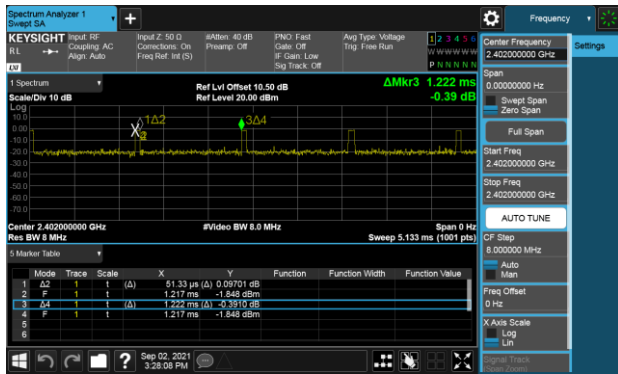 Spectrum Analyzer 1
Swept SA
Frequency
KEYSIGHT
RL
Input: RF
Coupling: AC
Align: Auto
Input Z: 50 Ω
Corrections: On
Freq Ref: Int (S)
#Atten: 40 dB
Preamp: Off
PNO: Fast
Gate: Off
IF Gain: Low
Sig Track: Off
Avg Type: Voltage
Trig: Free Run
1 2 3 4 5 6
W W W W W W
P N N N N N
LXI
1 Spectrum
Scale/Div 10 dB
Ref Lvl Offset 10.50 dB
Ref Level 20.00 dBm
ΔMkr3 1.222 ms
-0.39 dB
Log
10.0
0.00
-10.0
-20.0
-30.0
-40.0
-50.0
-60.0
-70.0
1Δ2
3Δ4
Center 2.402000000 GHz
Res BW 8 MHz
#Video BW 8.0 MHz
Span 0 Hz
Sweep 5.133 ms (1001 pts)
5 Marker Table
Mode Trace Scale X Y Function Function Width Function Value
1 Δ2 1 t (Δ) 51.33 µs (Δ) 0.09701 dB
2 F 1 t 1.217 ms -1.848 dBm
3 Δ4 1 t (Δ) 1.222 ms (Δ) -0.3910 dB
4 F 1 t 1.217 ms -1.848 dBm
5
6
Sep 02, 2021
3:28:08 PM
Center Frequency
2.402000000 GHz
Span
0.00000000 Hz
Swept Span
Zero Span
Full Span
Start Freq
2.402000000 GHz
Stop Freq
2.402000000 GHz
AUTO TUNE
CF Step
8.000000 MHz
Auto
Man
Freq Offset
0 Hz
X Axis Scale
Log
Lin
Signal Track
(Span Zoom)
Settings